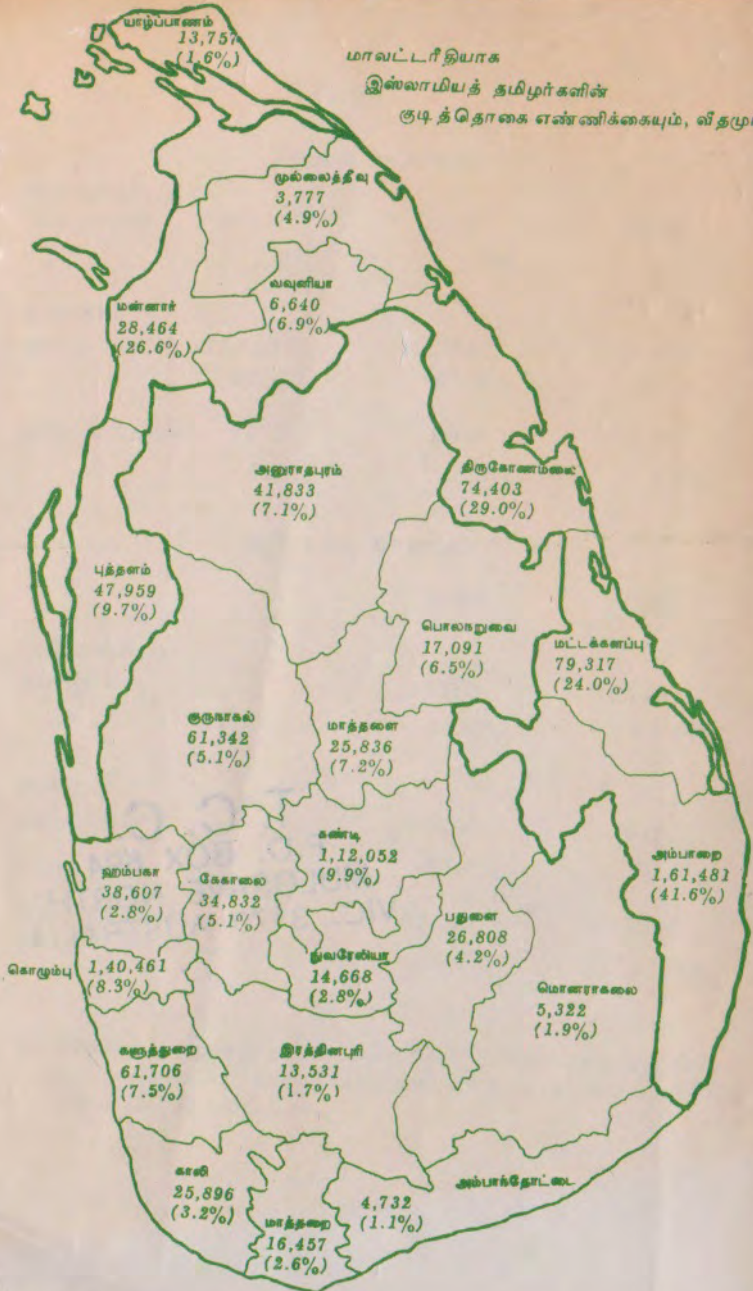 மாவட்டரீதியாக
இஸ்லாமியத் தமிழர்களின்
குடித்தொகை எண்ணிக்கையும்,
யாழ்ப்பாணம்
13,757
(1.6%)
முல்லைத்தீவு
3,777
(4.9%)
வவுனியா
6,640
(6.9%)
மன்னார்
28,464
(26.6%)
அனுராதபுரம்
41,833
(7.1%)
திருகோணமலை
74,403
(29.0%)
புத்தளம்
47,959
(9.7%)
பொலநறுவை
17,091
(6.5%)
மட்டக்களப்பு
79,317
(24.0%)
குருநாகல்
61,342
(5.1%)
மாத்தளை
25,836
(7.2%)
கண்டி
1,12,052
(9.9%)
அம்பாறை
1,61,481
(41.6%)
ஹம்பகா
38,607
(2.8%)
கேகாலை
34,832
(5.1%)
பதுளை
26,808
(4.2%)
கொழும்பு
1,40,461
(8.3%)
நுவரேலியா
14,668
(2.8%)
மொனராகலை
5,322
(1.9%)
களுத்துறை
61,706
(7.5%)
இரத்தினபுரி
13,531
(1.7%)
காலி
25,896
(3.2%)
மாத்தறை
16,457
(2.6%)
அம்பாந்தோட்டை
4,732
(1.1%)